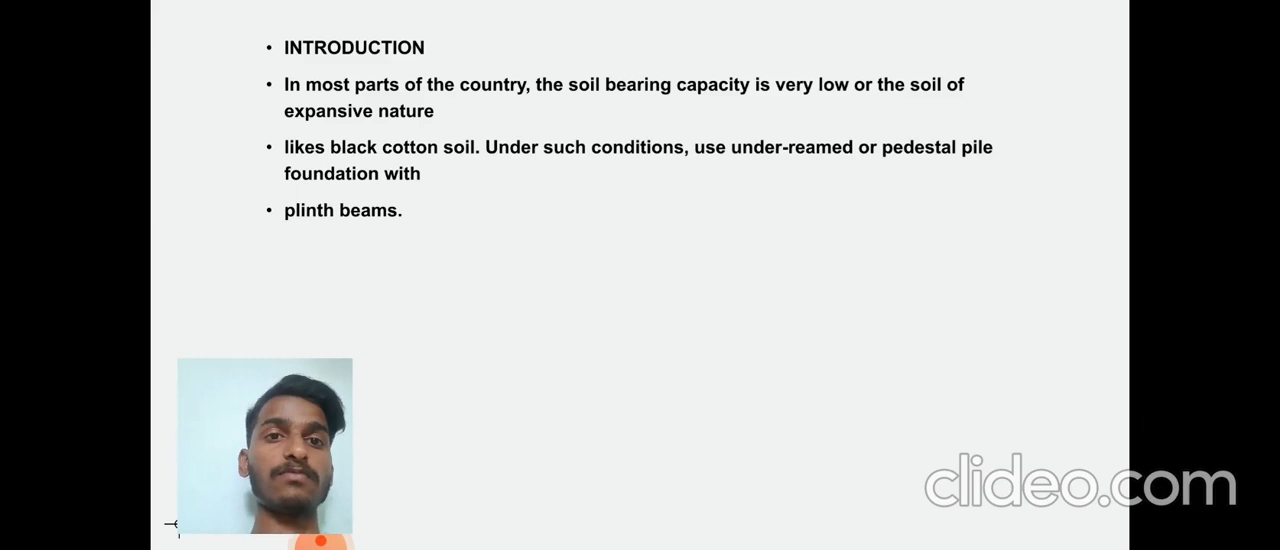 • INTRODUCTION
• In most parts of the country, the soil bearing capacity is very low or the soil of
expansive nature
• likes black cotton soil. Under such conditions, use under-reamed or pedestal pile
foundation with
• plinth beams.
clideo.com